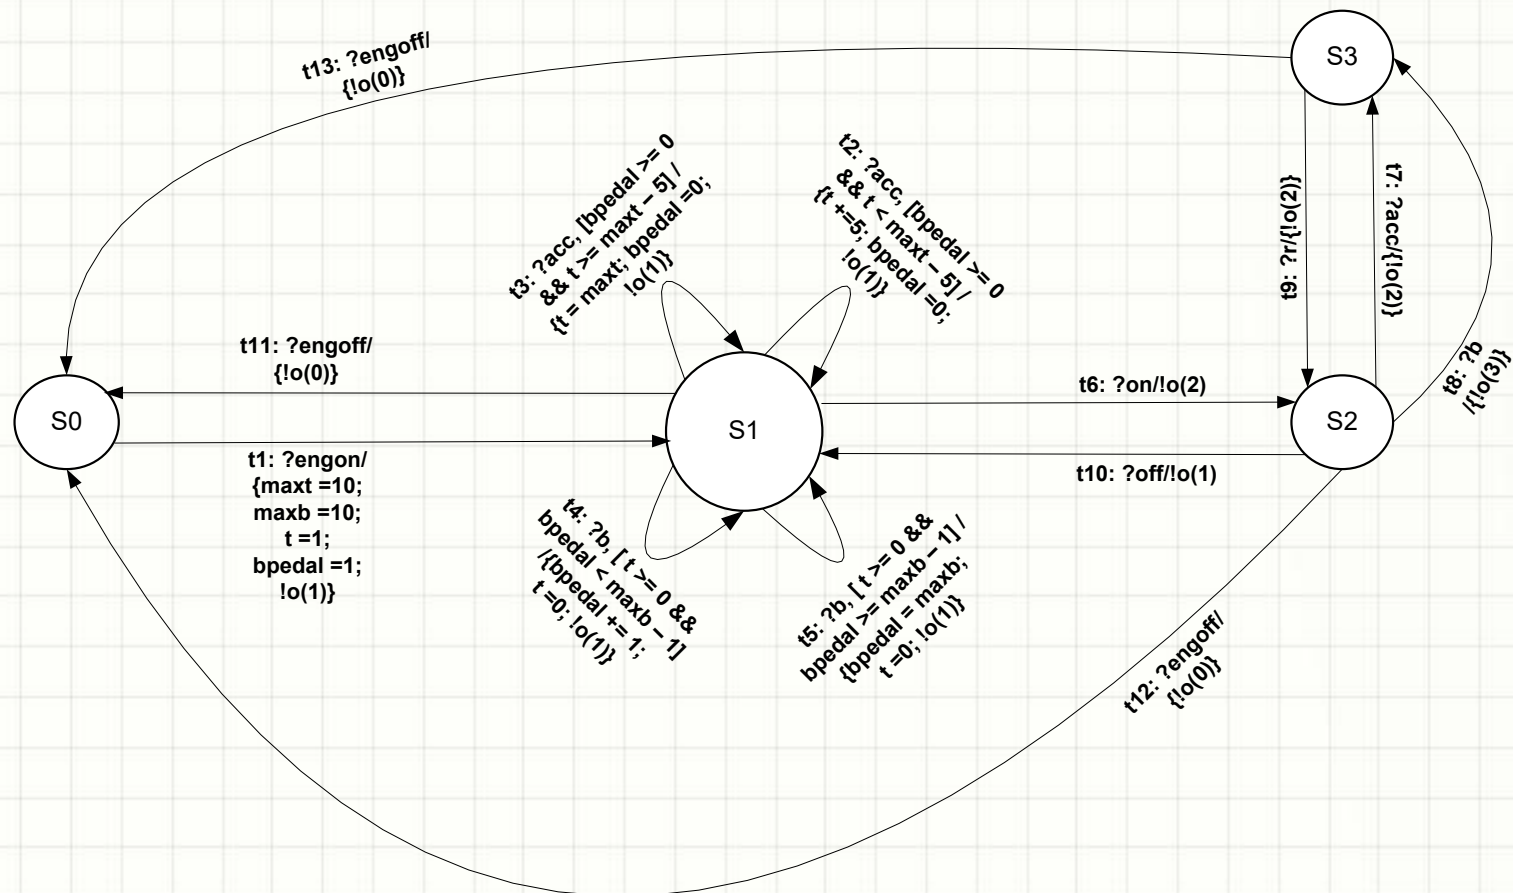 S3
t13: ?engoff/
{!o(0)}
t3: ?acc, [bpedal >= 0
&& t >= maxt – 5] /
{t = maxt; bpedal =0;
!o(1)}
t2: ?acc, [bpedal >= 0
&& t < maxt – 5] /
{t +=5; bpedal =0;
!o(1)}
t9: ?r/{!o(2)}
t7: ?acc/{!o(2)}
t8: ?b
/{!o(3)}
t11: ?engoff/
{!o(0)}
S0
S1
t6: ?on/!o(2)
S2
t10: ?off/!o(1)
t1: ?engon/
{maxt =10;
maxb =10;
t =1;
bpedal =1;
!o(1)}
t4: ?b, [ t >= 0 &&
bpedal < maxb – 1]
/{bpedal += 1;
t =0; !o(1)}
t5: ?b, [ t >= 0 &&
bpedal >= maxb – 1] /
{bpedal = maxb;
t =0; !o(1)}
t12: ?engoff/
{!o(0)}